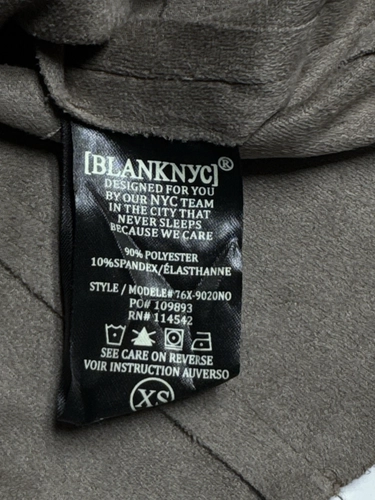 [BLANKNYC]®
DESIGNED FOR YOU
BY OUR NYC TEAM
IN THE CITY THAT
NEVER SLEEPS
BECAUSE WE CARE
90% POLYESTER
10%SPANDEX/ÉLASTHANNE
STYLE / MODELE# 76X-9020NO
PO# 109893
RN# 114542
SEE CARE ON REVERSE
VOIR INSTRUCTION AUVERSO
XS